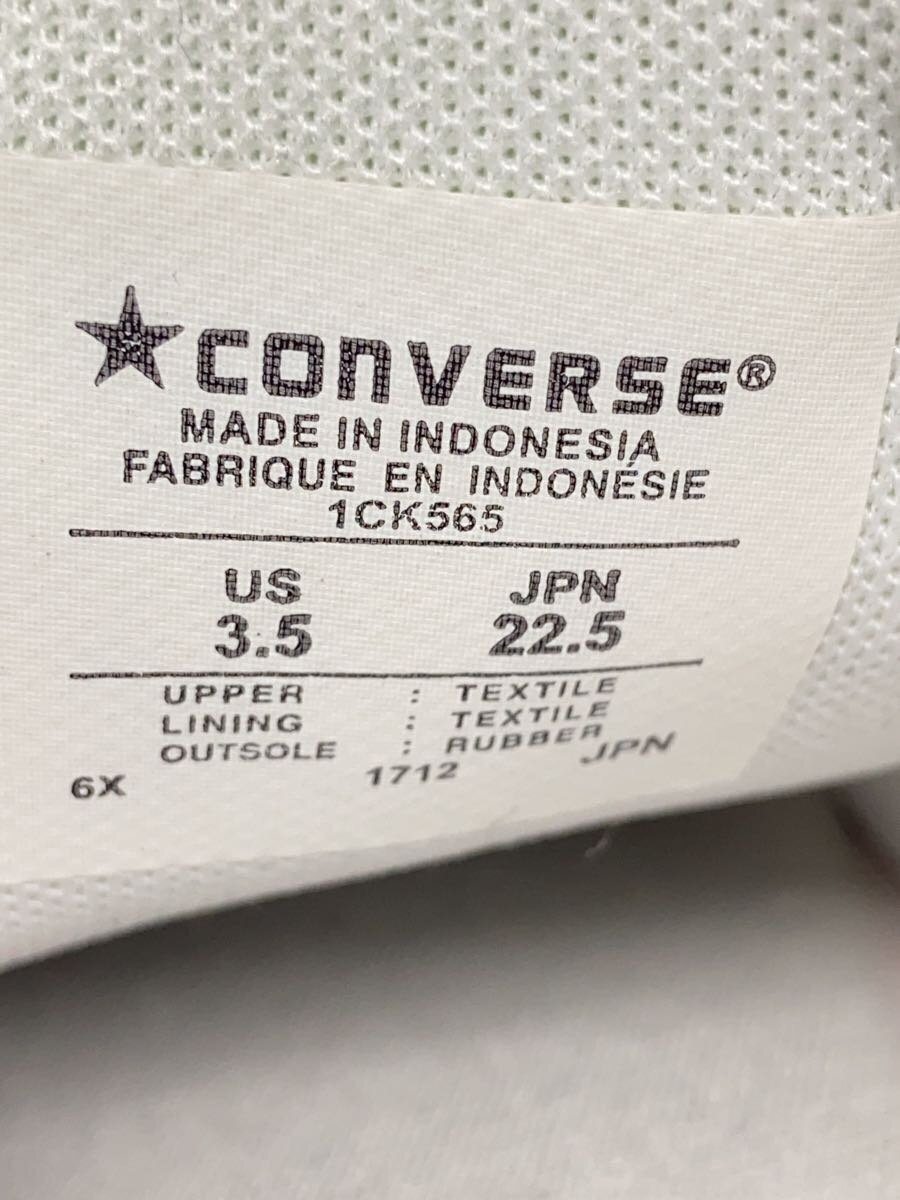 CONVERSE®
MADE IN INDONESIA
FABRIQUE EN INDONÉSIE
1CK565
US JPN
3.5 22.5
UPPER : TEXTILE
LINING : TEXTILE
OUTSOLE : RUBBER
6X 1712 JPN